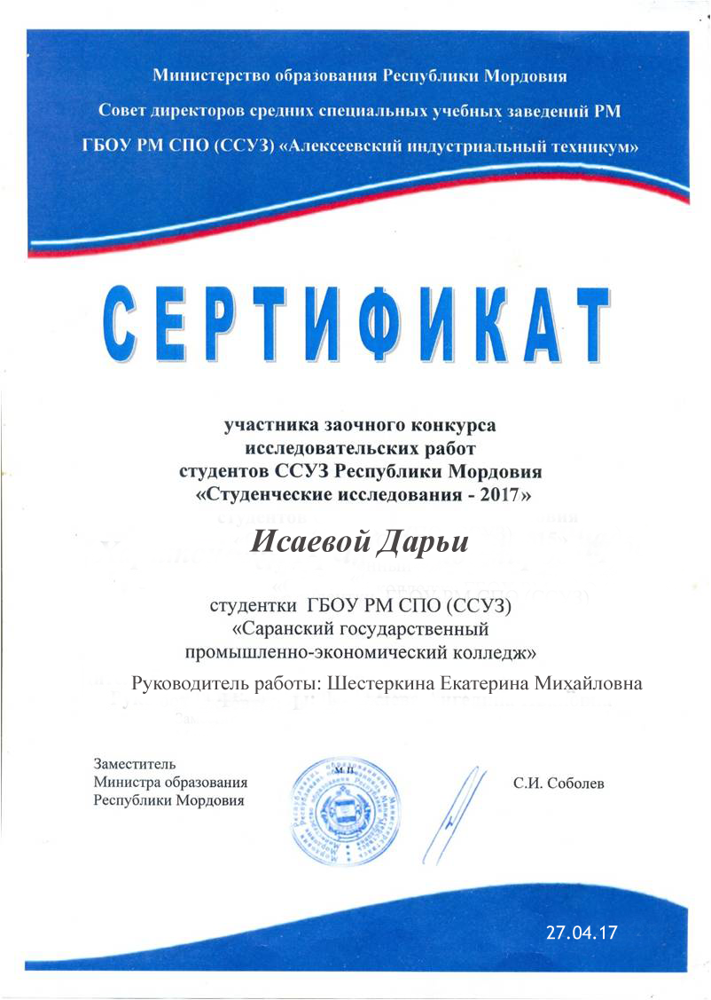 Министерство образования Республики Мордовия
Совет директоров средних специальных учебных заведений РМ
ГБОУ РМ СПО (ССУЗ) «Алексеевский индустриальный техникум»
СЕРТИФИКАТ
участника заочного конкурса
исследовательских работ
студентов ССУЗ Республики Мордовия
«Студенческие исследования - 2017»
Исаевой Дарьи
студентки ГБОУ РМ СПО (ССУЗ)
«Саранский государственный
промышленно-экономический колледж»
Руководитель работы: Шестеркина Екатерина Михайловна
Заместитель
Министра образования
Республики Мордовия
М.П.
С.И. Соболев
27.04.17